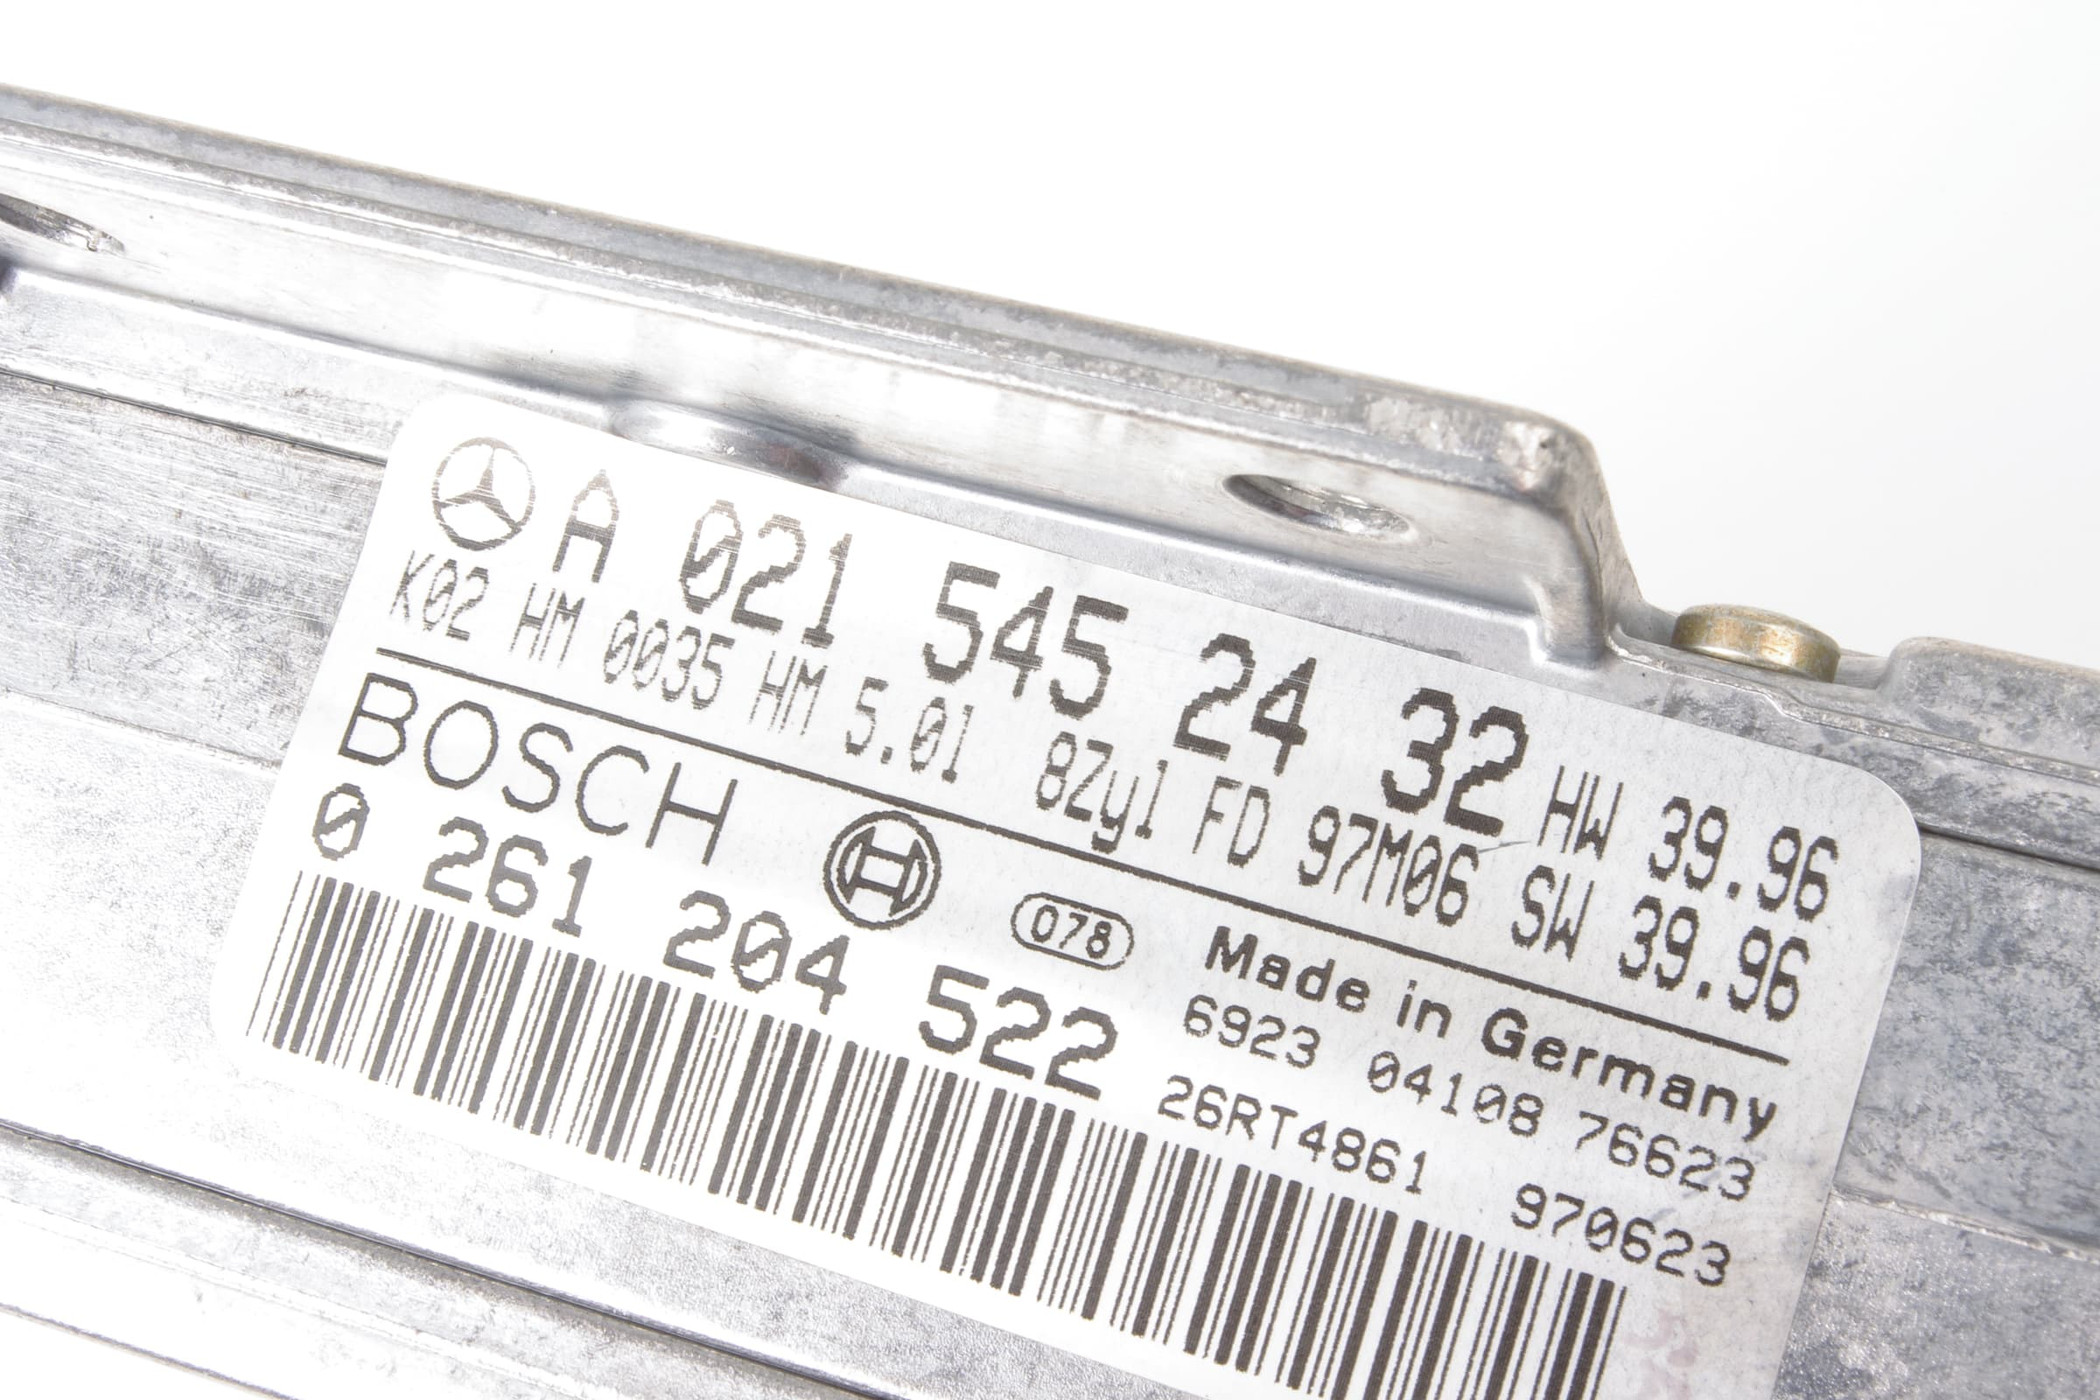 A 021 545 24 32 HW 39.96
K02 HM 0035 HM 5.01 8Zyl FD 97M06 SW 39.96
BOSCH 078 Made in Germany
0 261 204 522 6923 04108 76623
26RT4861 970623